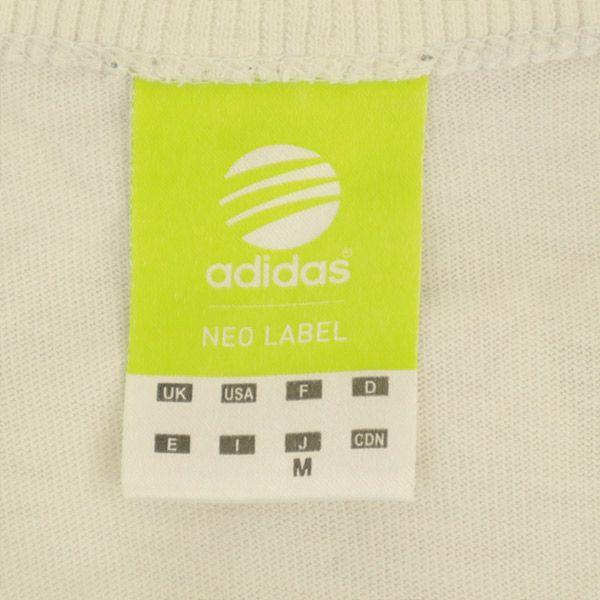 adidas®
NEO LABEL
UK USA F D
E I J CDN
M